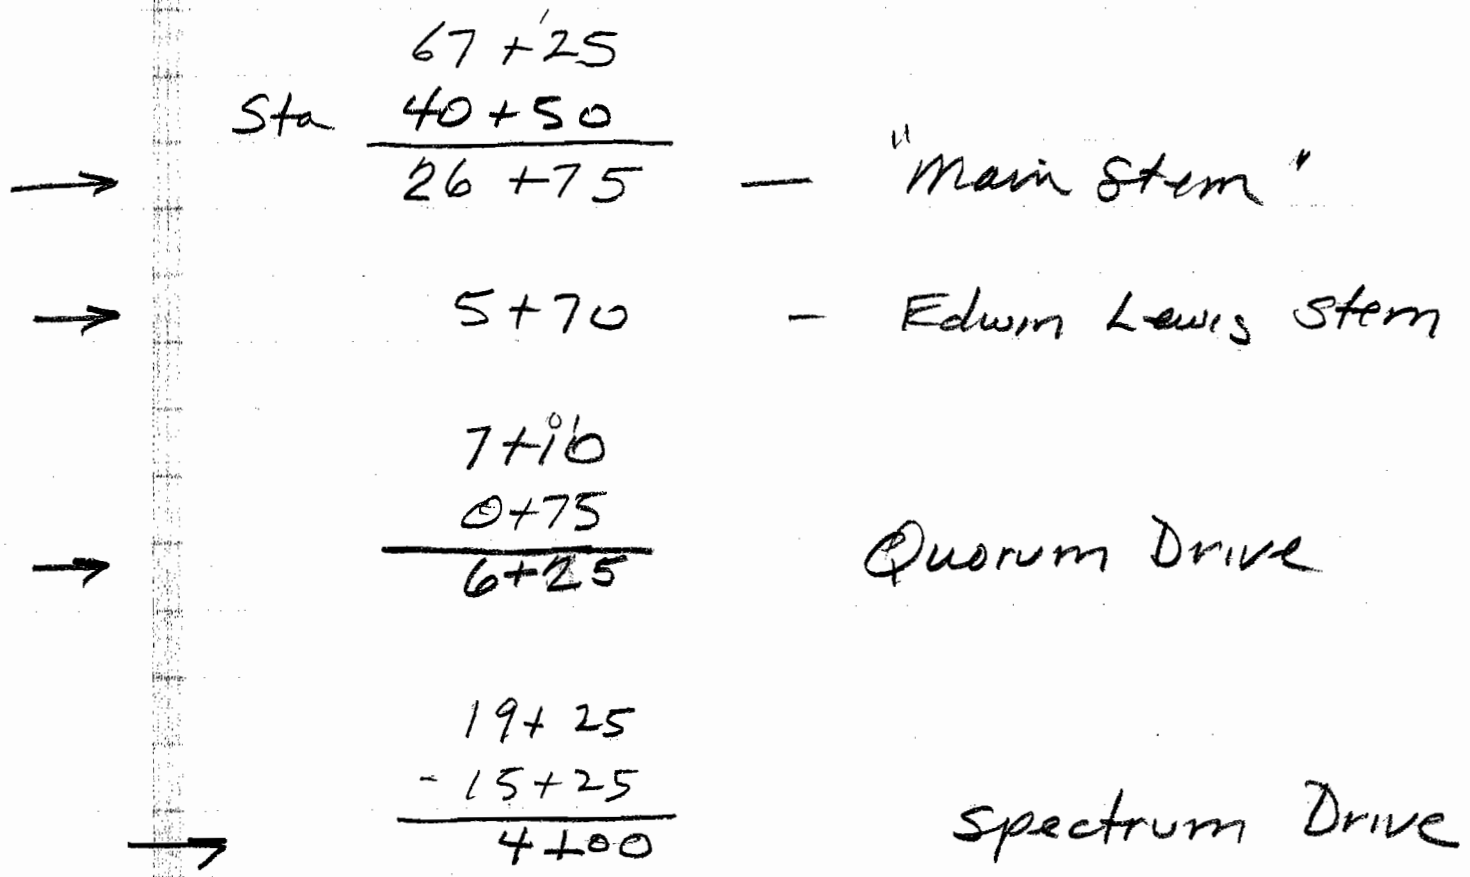 67+25
Sta 40+50
26+75 — "Main Stem"
5+70 - Edwin Lewis Stem
7+10
0+75
6+25 Quorum Drive
19+25
-15+25
4+00 Spectrum Drive